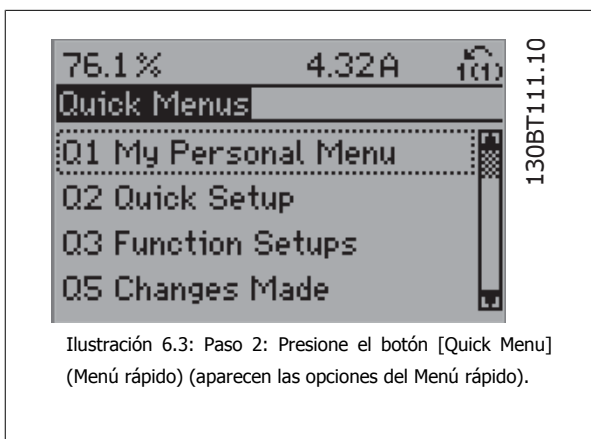 76.1% 4.32A 1(1)
Quick Menus
Q1 My Personal Menu
Q2 Quick Setup
Q3 Function Setups
Q5 Changes Made
130BT111.10
Ilustración 6.3: Paso 2: Presione el botón [Quick Menu]
(Menú rápido) (aparecen las opciones del Menú rápido).